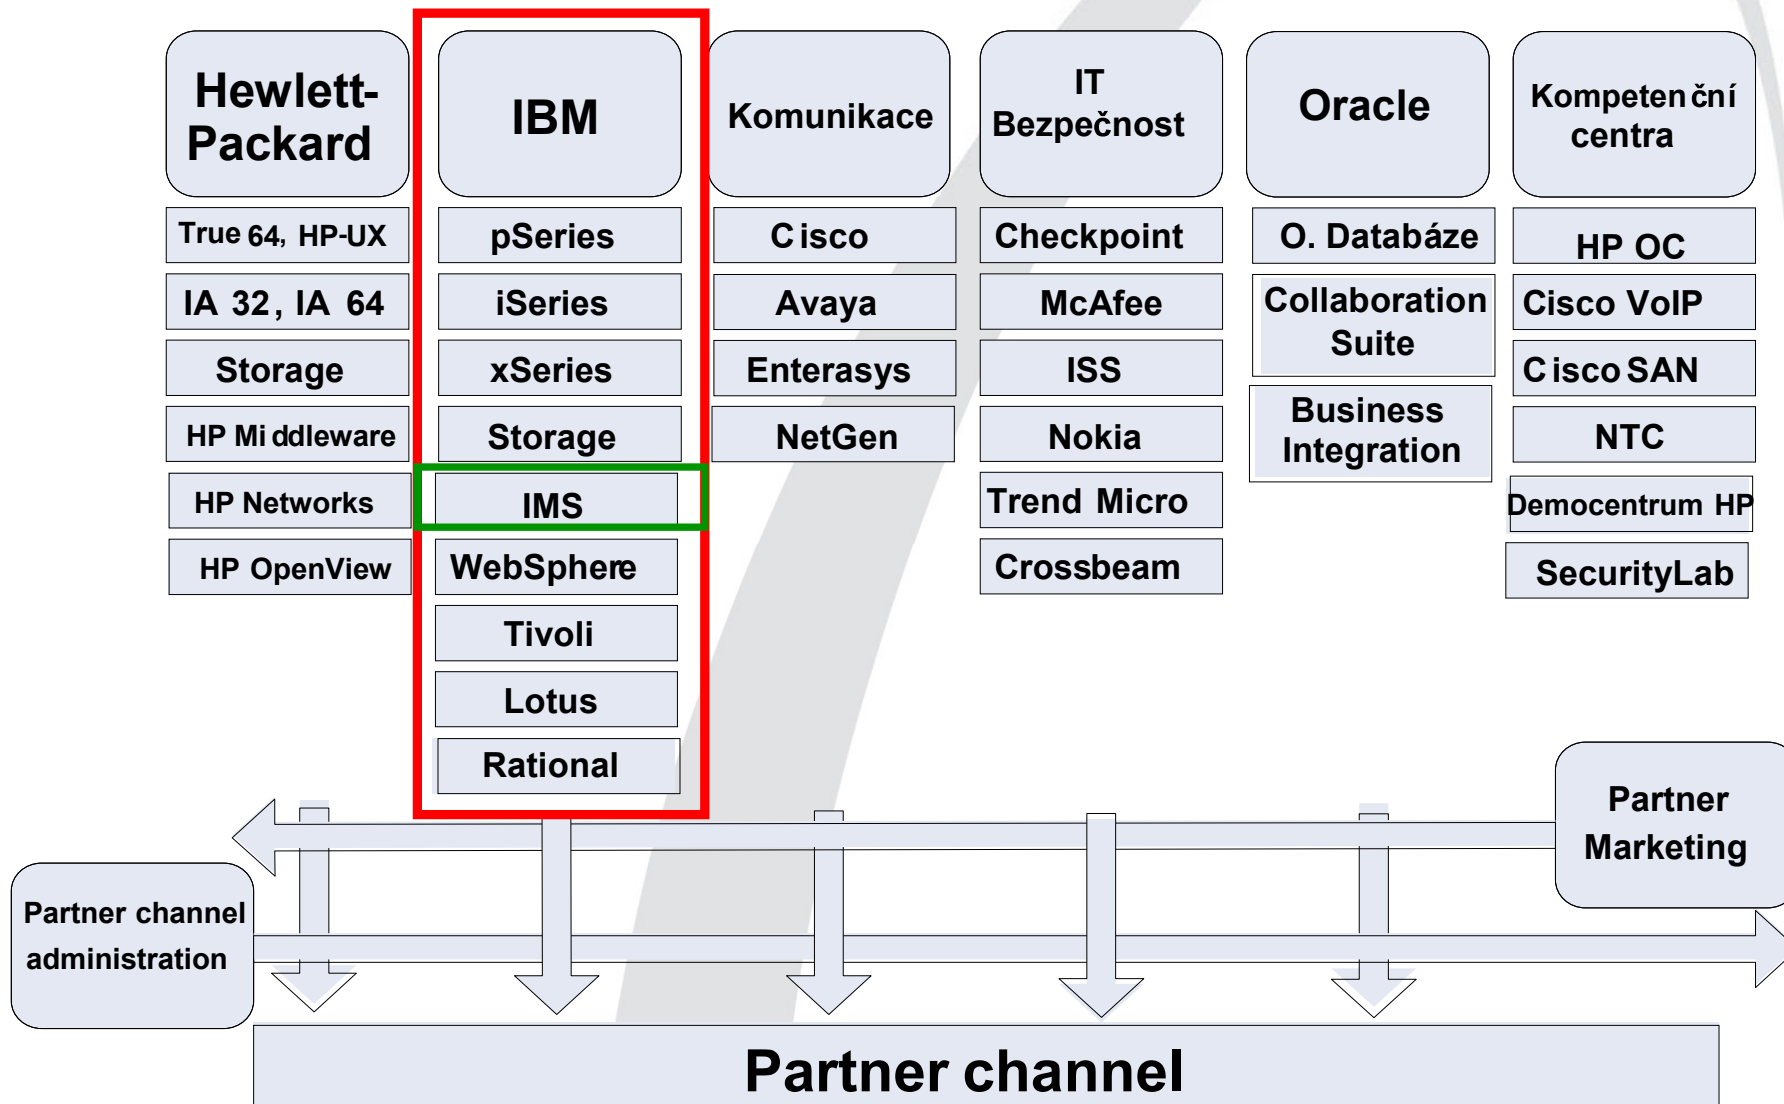 Hewlett-
Packard
True 64, HP-UX
IA 32, IA 64
Storage
HP Middleware
HP Networks
HP OpenView
IBM
pSeries
iSeries
xSeries
Storage
IMS
WebSphere
Tivoli
Lotus
Rational
Komunikace
Cisco
Avaya
Enterasys
NetGen
IT
Bezpečnost
Checkpoint
McAfee
ISS
Nokia
Trend Micro
Crossbeam
Oracle
O. Databáze
Collaboration
Suite
Business
Integration
Kompetenční
centra
HP OC
Cisco VoIP
Cisco SAN
NTC
Democentrum HP
SecurityLab
Partner
Marketing
Partner channel
administration
Partner channel